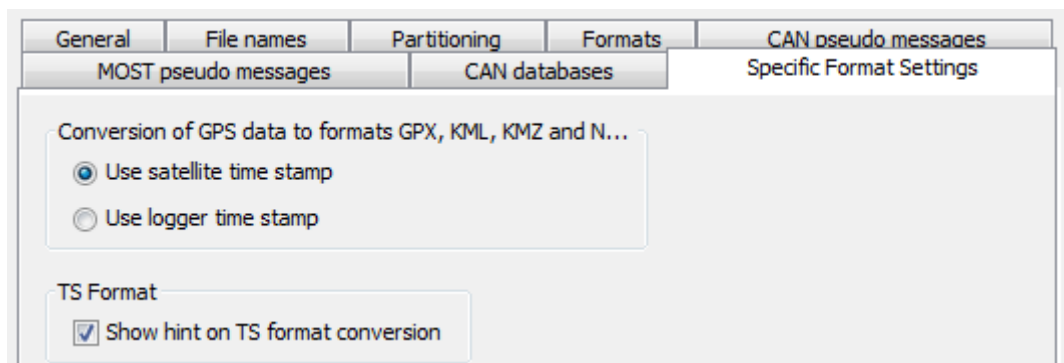 General File names Partitioning Formats CAN pseudo messages
MOST pseudo messages CAN databases Specific Format Settings
Conversion of GPS data to formats GPX, KML, KMZ and N...
Use satellite time stamp
Use logger time stamp
TS Format
Show hint on TS format conversion